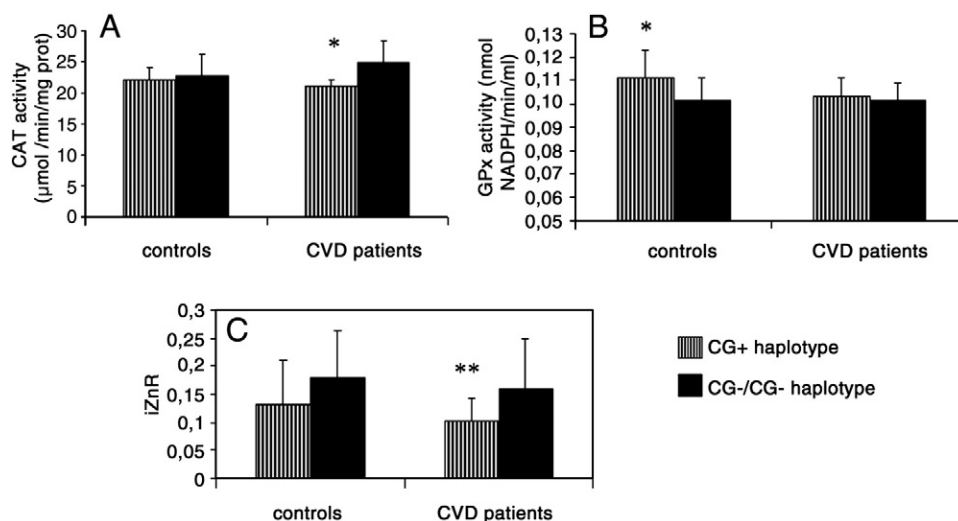 A
CAT activity
(µmol /min/mg prot)
30
25
20
15
10
5
0
*
controls
CVD patients
B
GPx activity (nmol
NADPH/min/ml)
0,13
0,12
0,11
0,10
0,09
0,08
0,07
0,06
0,05
*
controls
CVD patients
C
iZnR
0,3
0,25
0,2
0,15
0,1
0,05
0
**
controls
CVD patients
CG+ haplotype
CG-/CG- haplotype